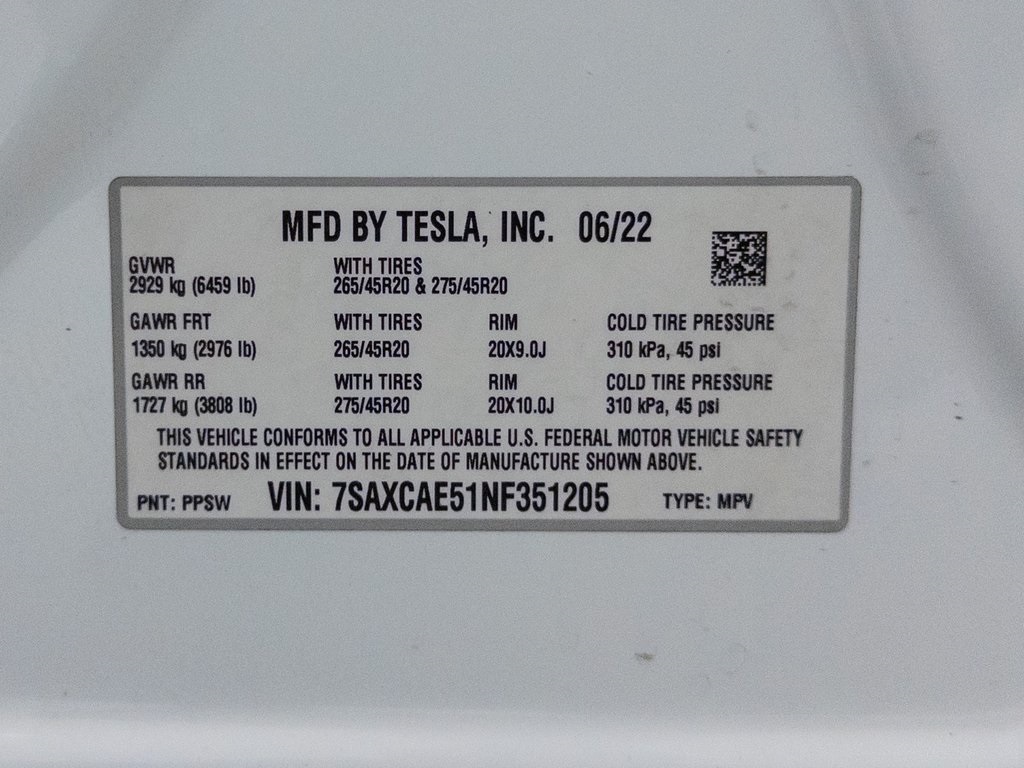 MFD BY TESLA, INC. 06/22
GVWR WITH TIRES
2929 kg (6459 lb) 265/45R20 & 275/45R20
GAWR FRT WITH TIRES RIM COLD TIRE PRESSURE
1350 kg (2976 lb) 265/45R20 20X9.0J 310 kPa, 45 psi
GAWR RR WITH TIRES RIM COLD TIRE PRESSURE
1727 kg (3808 lb) 275/45R20 20X10.0J 310 kPa, 45 psi
THIS VEHICLE CONFORMS TO ALL APPLICABLE U.S. FEDERAL MOTOR VEHICLE SAFETY
STANDARDS IN EFFECT ON THE DATE OF MANUFACTURE SHOWN ABOVE.
PNT: PPSW VIN: 7SAXCAE51NF351205 TYPE: MPV